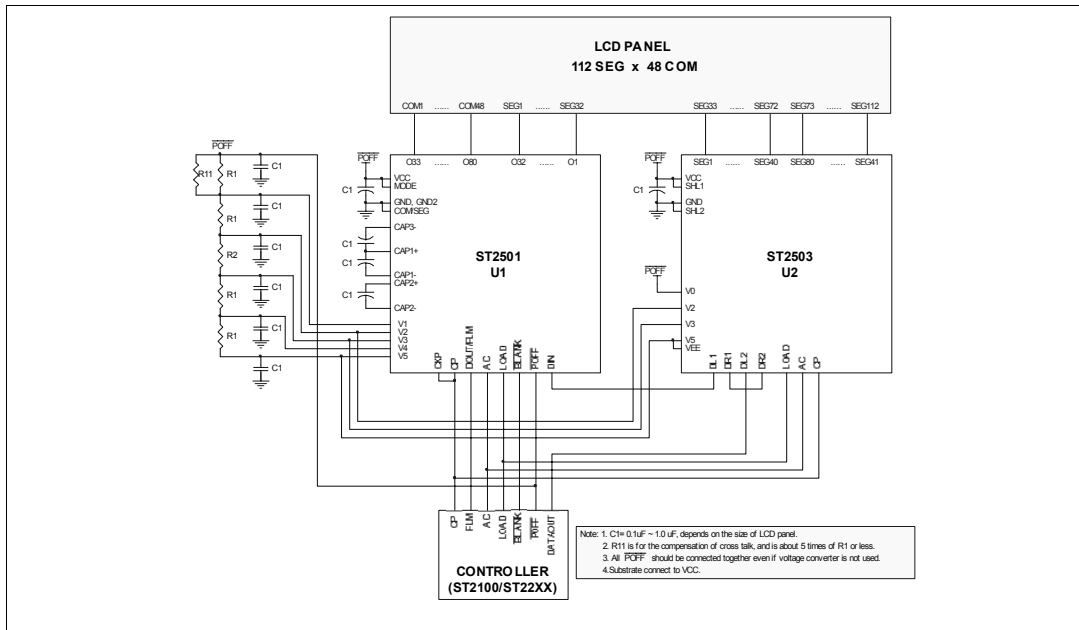 LCD PANEL
112 SEG x 48 COM
COM1 ...... COM48 SEG1 ...... SEG32 SEG33 ...... SEG72 SEG73 ...... SEG112
O33 ...... O80 O32 ...... O1
SEG1 ...... SEG40 SEG80 ...... SEG41
POFF
R11
R1
C1
C1
R1
C1
R2
C1
R1
C1
R1
C1
POFF
C1
VCC
MODE
GND, GND2
COM/SEG
CAP3-
C1
CAP1+
C1
CAP1-
CAP2+
C1
CAP2-
V1
V2
V3
V4
V5
ST2501
U1
CXP
CP
DOUT/FLM
AC
LOAD
BLANK
POFF
DIN
POFF
C1
VCC
SHL1
GND
SHL2
POFF
V0
V2
V3
V5
VEE
ST2503
U2
DL1
DR1
DL2
DR2
LOAD
AC
CP
CP
FLM
AC
LOAD
BLANK
POFF
DATAOUT
CONTROLLER
(ST2100/ST22XX)
Note: 1. C1= 0.1uF ~ 1.0 uF, depends on the size of LCD panel.
2. R11 is for the compensation of cross talk, and is about 5 times of R1 or less.
3. All POFF should be connected together even if voltage converter is not used.
4.Substrate connect to VCC.